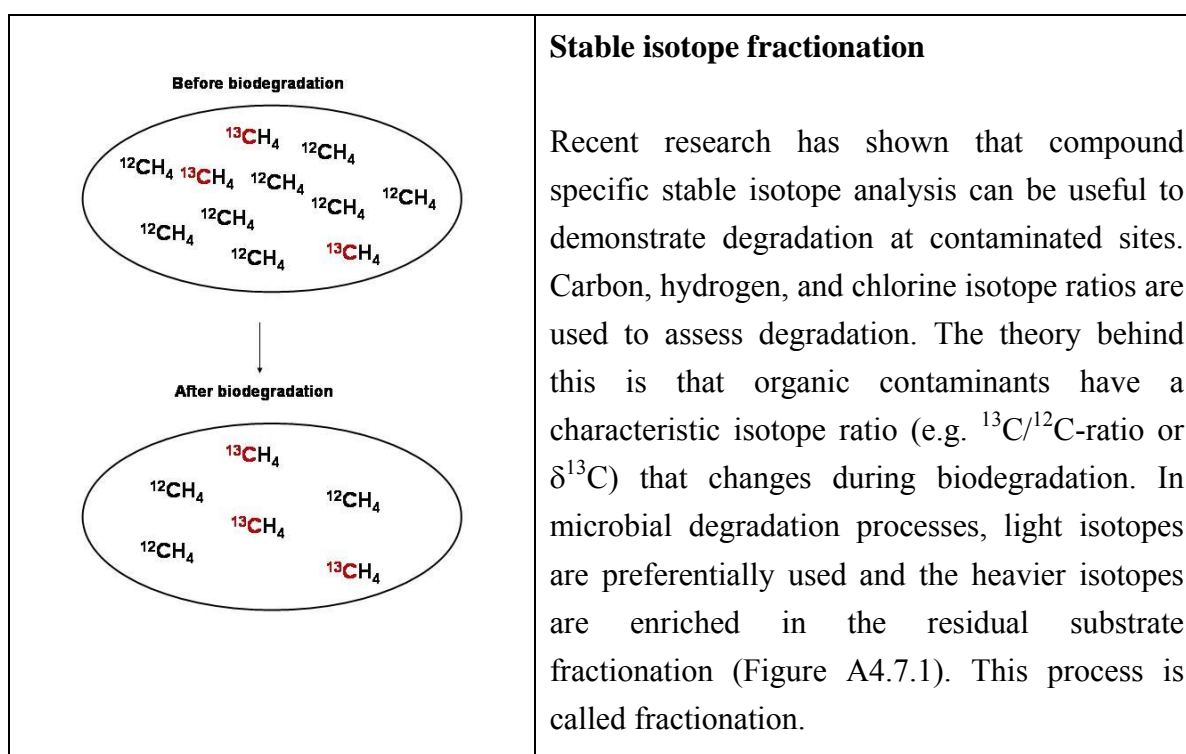 Before biodegradation
¹³CH₄ ¹²CH₄
¹²CH₄ ¹³CH₄ ¹²CH₄ ¹²CH₄ ¹²CH₄
¹²CH₄ ¹²CH₄
¹²CH₄ ¹³CH₄
After biodegradation
¹³CH₄
¹²CH₄ ¹²CH₄
¹³CH₄
¹²CH₄
¹³CH₄
Stable isotope fractionation
Recent research has shown that compound
specific stable isotope analysis can be useful to
demonstrate degradation at contaminated sites.
Carbon, hydrogen, and chlorine isotope ratios are
used to assess degradation. The theory behind
this is that organic contaminants have a
characteristic isotope ratio (e.g. ¹³C/¹²C-ratio or
δ¹³C) that changes during biodegradation. In
microbial degradation processes, light isotopes
are preferentially used and the heavier isotopes
are enriched in the residual substrate
fractionation (Figure A4.7.1). This process is
called fractionation.